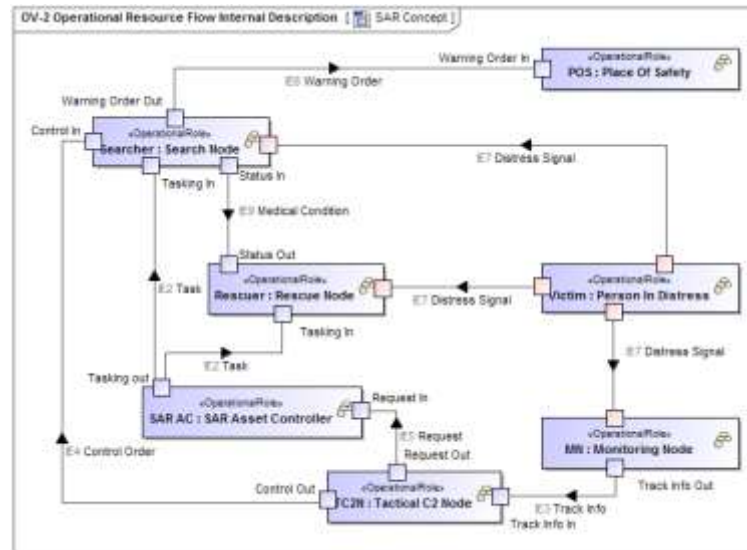 OV-2 Operational Resource Flow Internal Description [ SAR Concept ]
Warning Order In
«OperationalRole»
POS : Place Of Safety
E6 Warning Order
Warning Order Out
Control In
«OperationalRole»
Searcher : Search Node
Tasking In
Status In
E7 Distress Signal
E9 Medical Condition
Status Out
«OperationalRole»
Rescuer : Rescue Node
E7 Distress Signal
«OperationalRole»
Victim : Person In Distress
E2 Task
Tasking In
E2 Task
E7 Distress Signal
Tasking out
«OperationalRole»
SAR AC : SAR Asset Controller
Request In
E5 Request
Request Out
«OperationalRole»
MN : Monitoring Node
E4 Control Order
Control Out
«OperationalRole»
TC2N : Tactical C2 Node
Track Info Out
E3 Track Info
Track Info In